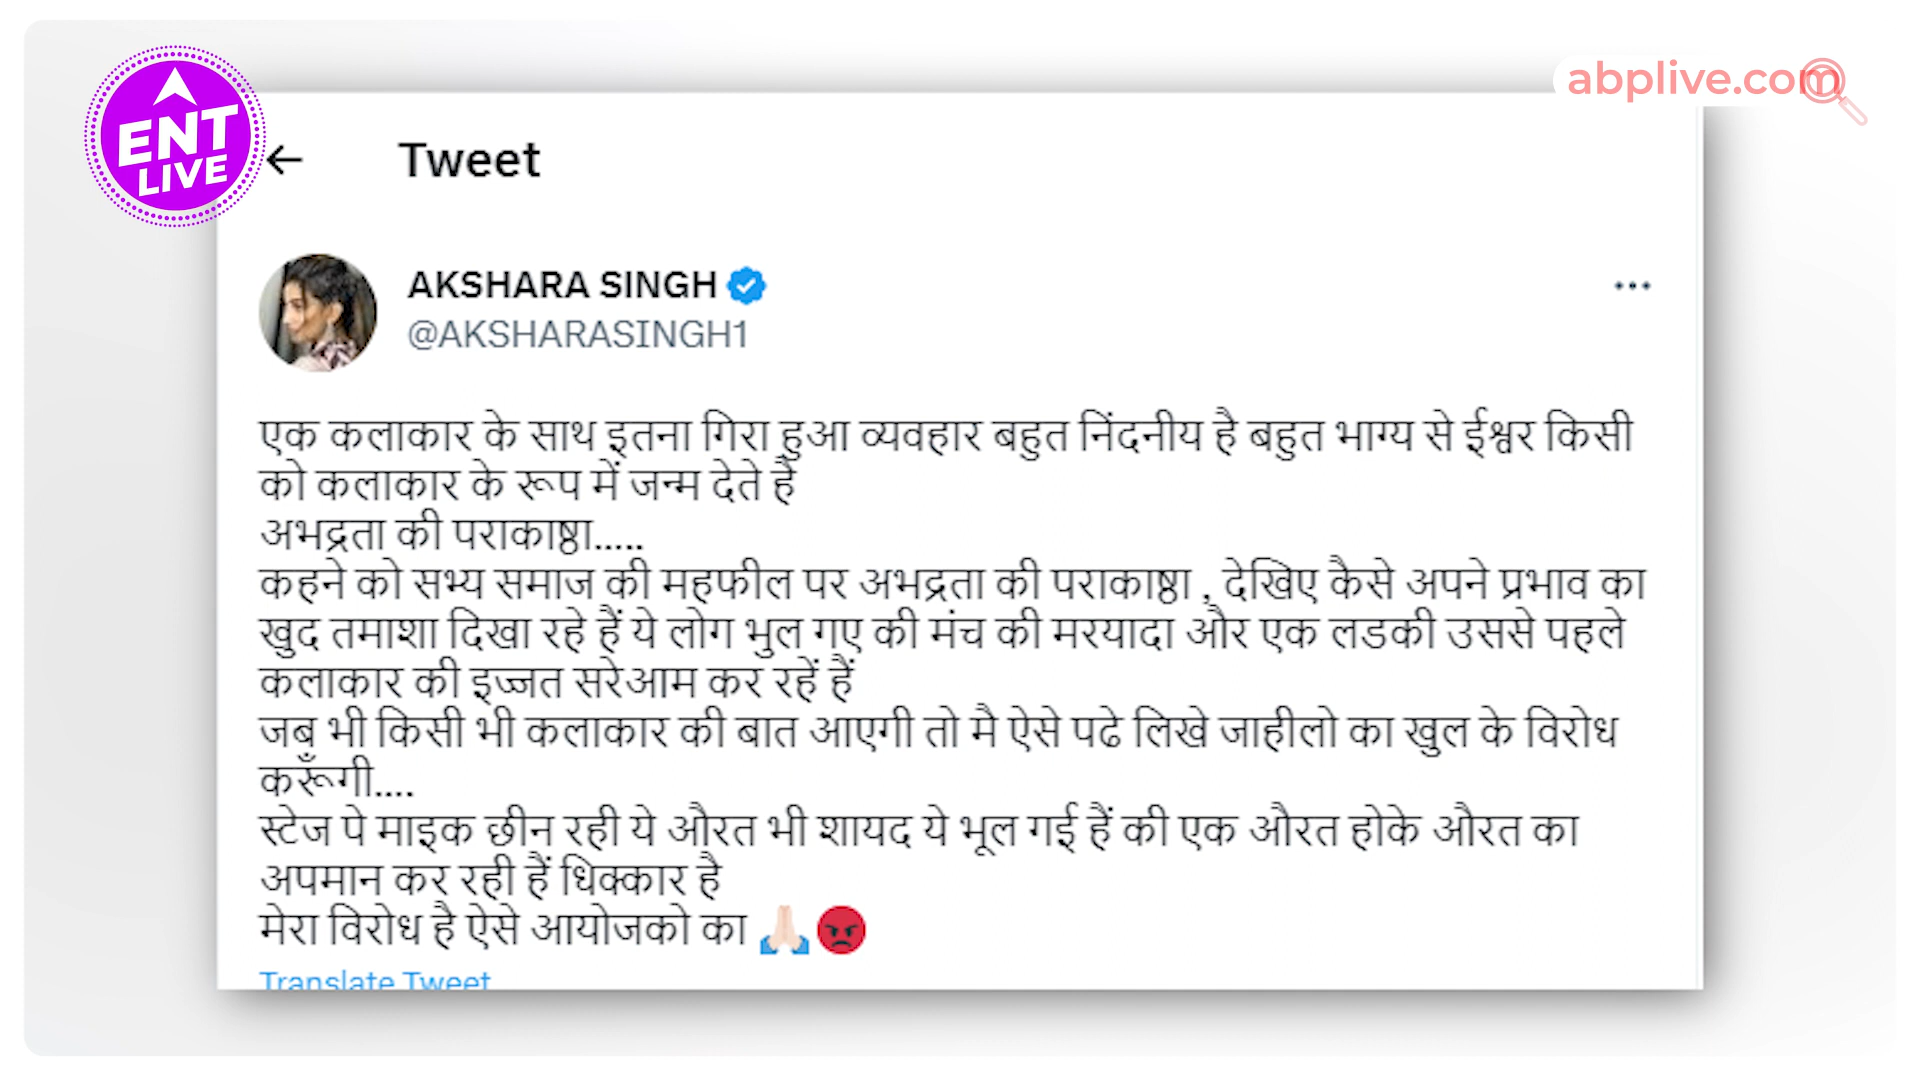 ENT
LIVE
abplive.com
Tweet
AKSHARA SINGH
@AKSHARASINGH1
एक कलाकार के साथ इतना गिरा हुआ व्यवहार बहुत निंदनीय है बहुत भाग्य से ईश्वर किसी
को कलाकार के रूप में जन्म देते है
अभद्रता की पराकाष्ठा.....
कहने को सभ्य समाज की महफील पर अभद्रता की पराकाष्ठा , देखिए कैसे अपने प्रभाव का
खुद तमाशा दिखा रहे हैं ये लोग भुल गए की मंच की मरयादा और एक लडकी उससे पहले
कलाकार की इज्जत सरेआम कर रहें हैं
जब भी किसी भी कलाकार की बात आएगी तो मै ऐसे पढे लिखे जाहीलो का खुल के विरोध
करूँगी....
स्टेज पे माइक छीन रही ये औरत भी शायद ये भूल गई हैं की एक औरत होके औरत का
अपमान कर रही हैं धिक्कार है
मेरा विरोध है ऐसे आयोजको का 🙏🏻😡
Translate Tweet